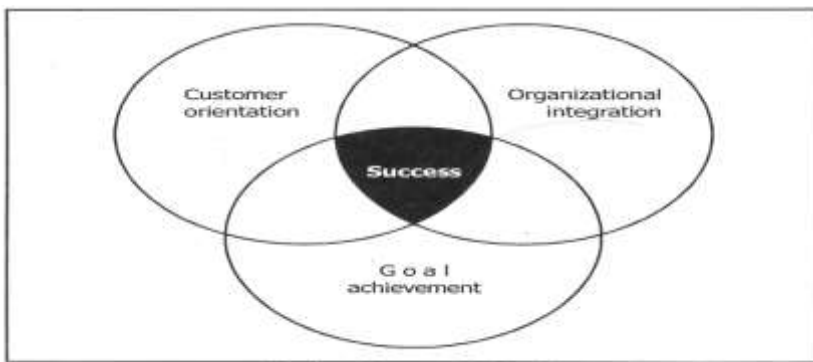 Customer
orientation
Organizational
integration
Success
G o a l
achievement